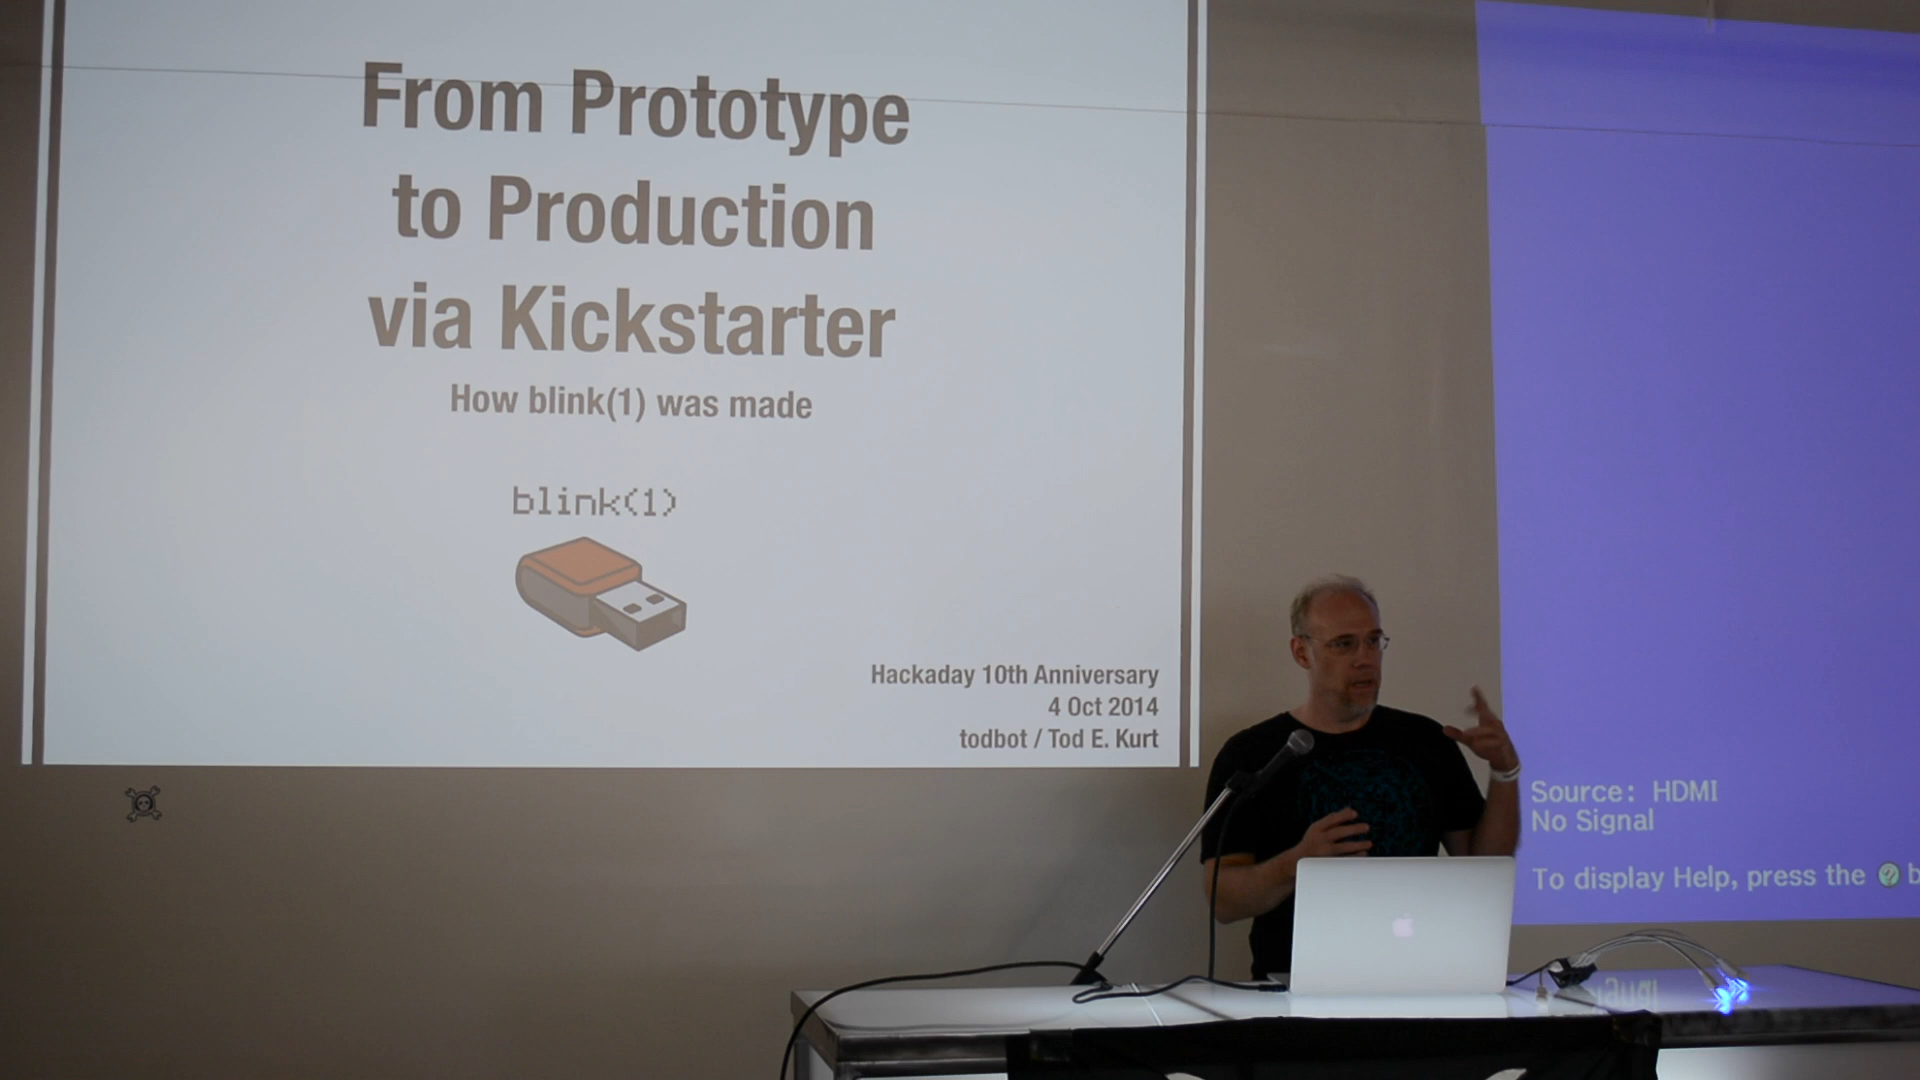 From Prototype
to Production
via Kickstarter
How blink(1) was made
blink(1)
Hackaday 10th Anniversary
4 Oct 2014
todbot / Tod E. Kurt
Source: HDMI
No Signal
To display Help, press the ? b